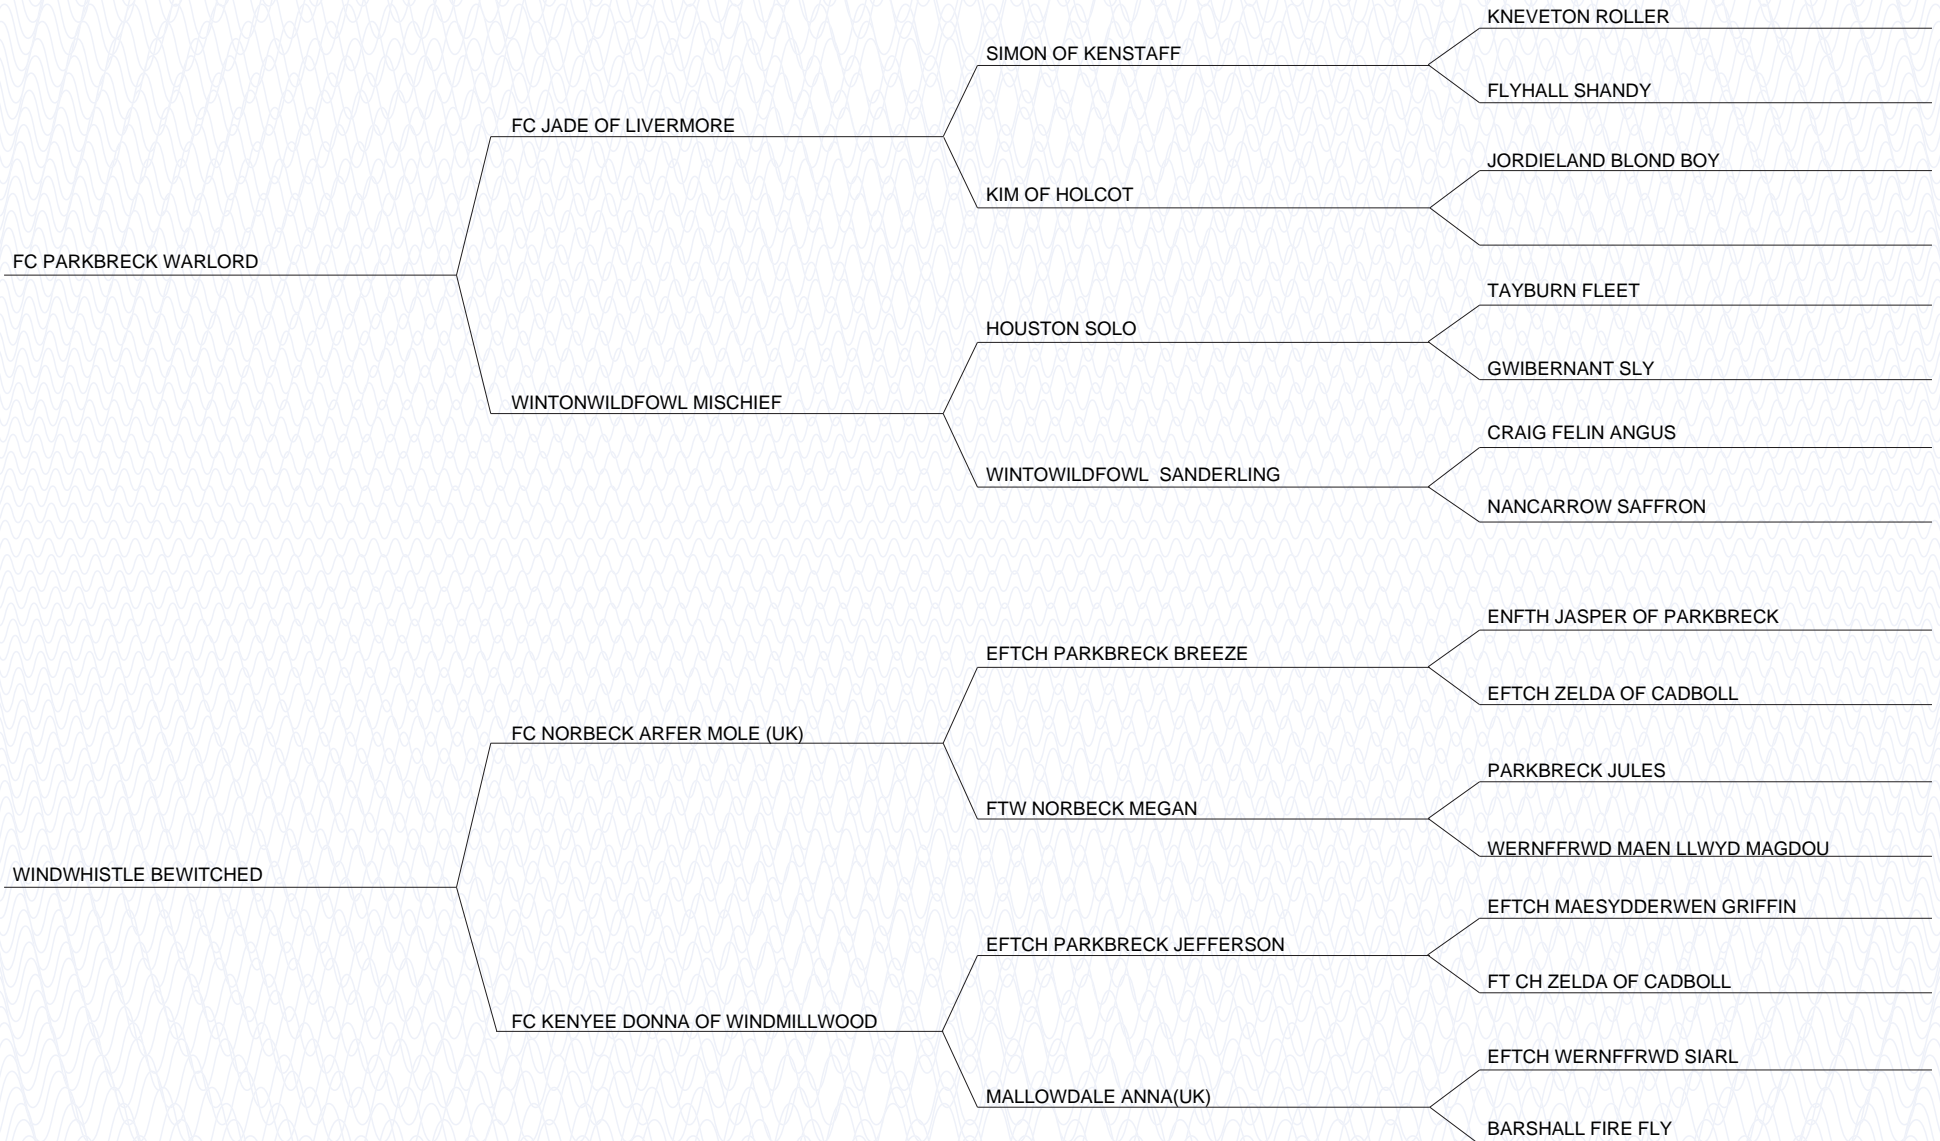 KNEVETON ROLLER
SIMON OF KENSTAFF
FLYHALL SHANDY
FC JADE OF LIVERMORE
JORDIELAND BLOND BOY
KIM OF HOLCOT
FC PARKBRECK WARLORD
TAYBURN FLEET
HOUSTON SOLO
GWIBERNANT SLY
WINTONWILDFOWL MISCHIEF
CRAIG FELIN ANGUS
WINTOWILDFOWL  SANDERLING
NANCARROW SAFFRON
ENFTH JASPER OF PARKBRECK
EFTCH PARKBRECK BREEZE
EFTCH ZELDA OF CADBOLL
FC NORBECK ARFER MOLE (UK)
PARKBRECK JULES
FTW NORBECK MEGAN
WERNFFRWD MAEN LLWYD MAGDOU
WINDWHISTLE BEWITCHED
EFTCH MAESYDDERWEN GRIFFIN
EFTCH PARKBRECK JEFFERSON
FT CH ZELDA OF CADBOLL
FC KENYEE DONNA OF WINDMILLWOOD
EFTCH WERNFFRWD SIARL
MALLOWDALE ANNA(UK)
BARSHALL FIRE FLY